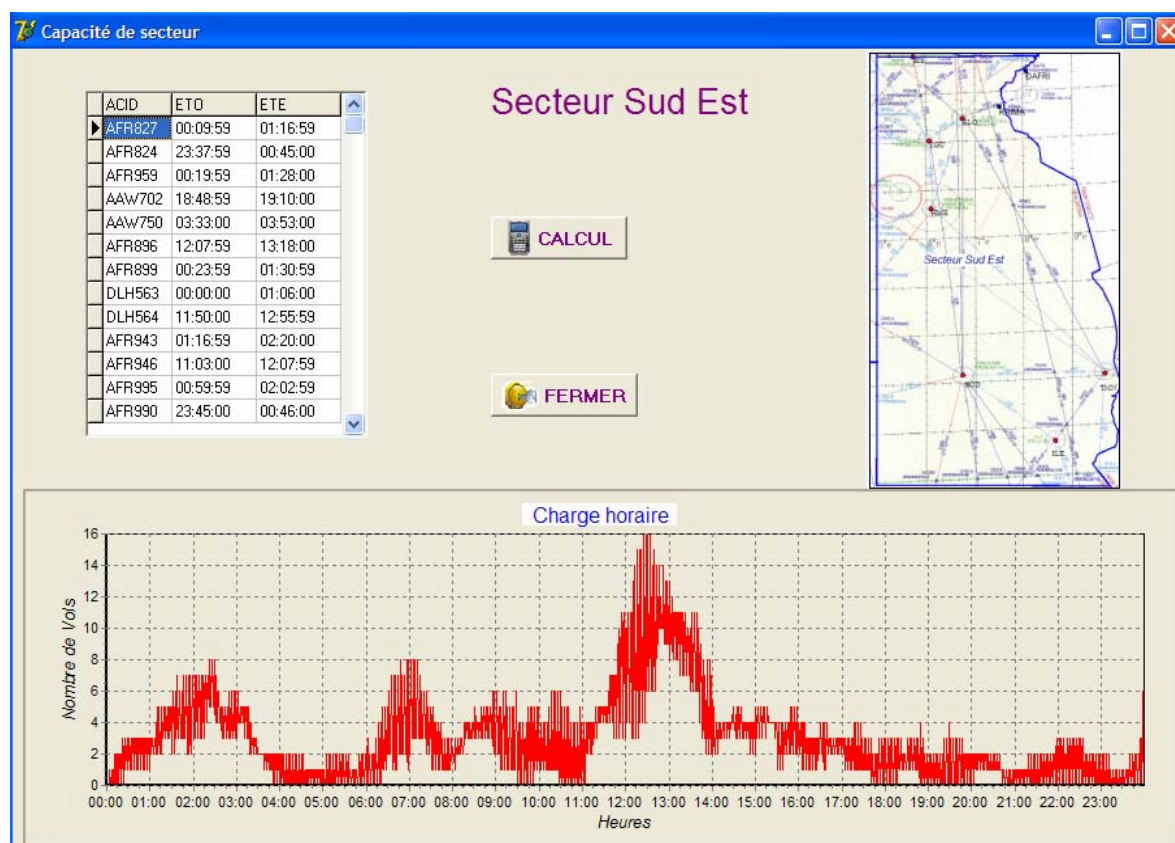 Capacité de secteur
ACID ETO ETE
AFR827 00:09:59 01:16:59
AFR824 23:37:59 00:45:00
AFR959 00:19:59 01:28:00
AAW702 18:48:59 19:10:00
AAW750 03:33:00 03:53:00
AFR896 12:07:59 13:18:00
AFR899 00:23:59 01:30:59
DLH563 00:00:00 01:06:00
DLH564 11:50:00 12:55:59
AFR943 01:16:59 02:20:00
AFR946 11:03:00 12:07:59
AFR995 00:59:59 02:02:59
AFR990 23:45:00 00:46:00
Secteur Sud Est
CALCUL
FERMER
DAFRI
Secteur Sud Est
Charge horaire
Nombre de Vols
16
14
12
10
8
6
4
2
0
00:00 01:00 02:00 03:00 04:00 05:00 06:00 07:00 08:00 09:00 10:00 11:00 12:00 13:00 14:00 15:00 16:00 17:00 18:00 19:00 20:00 21:00 22:00 23:00
Heures